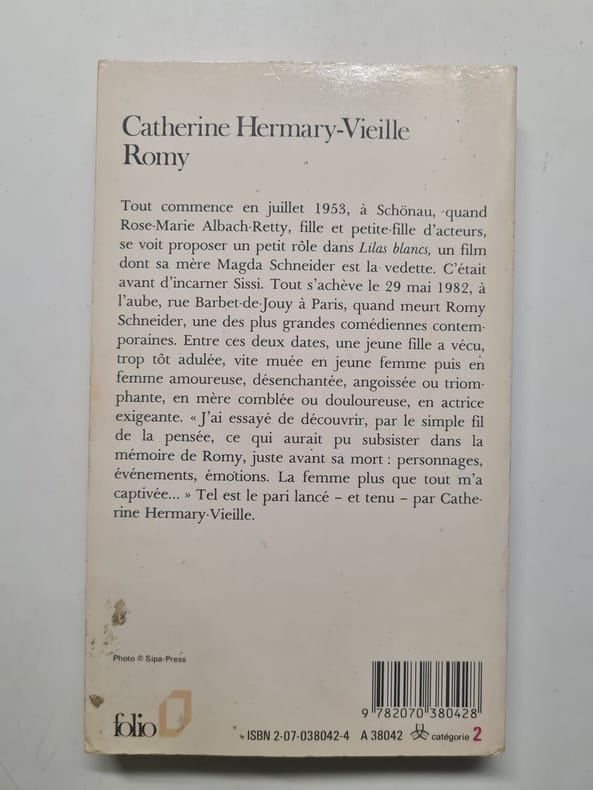 Catherine Hermary-Vieille
Romy
Tout commence en juillet 1953, à Schönau, quand
Rose-Marie Albach-Retty, fille et petite-fille d'acteurs,
se voit proposer un petit rôle dans Lilas blancs, un film
dont sa mère Magda Schneider est la vedette. C'était
avant d'incarner Sissi. Tout s'achève le 29 mai 1982, à
l'aube, rue Barbet-de-Jouy à Paris, quand meurt Romy
Schneider, une des plus grandes comédiennes contem-
poraines. Entre ces deux dates, une jeune fille a vécu,
trop tôt adulée, vite muée en jeune femme puis en
femme amoureuse, désenchantée, angoissée ou triom-
phante, en mère comblée ou douloureuse, en actrice
exigeante. « J'ai essayé de découvrir, par le simple fil
de la pensée, ce qui aurait pu subsister dans la
mémoire de Romy, juste avant sa mort : personnages,
événements, émotions. La femme plus que tout m'a
captivée... » Tel est le pari lancé – et tenu – par Cathe-
rine Hermary-Vieille.
Photo © Sipa-Press
9 782070 380428
folio
ISBN 2-07-038042-4 A 38042 catégorie 2